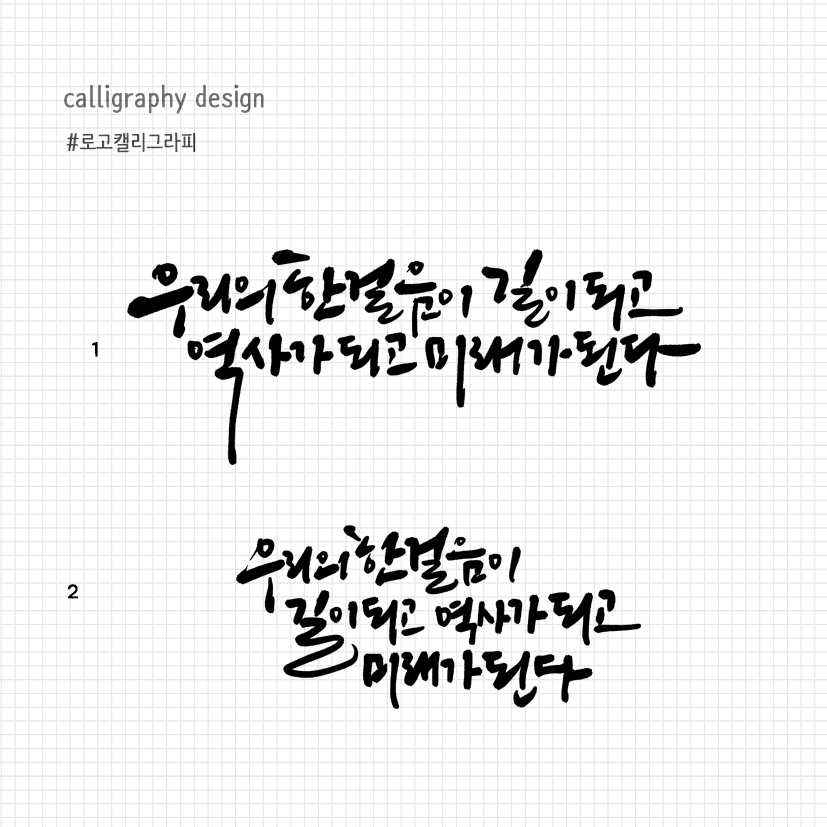 calligraphy design
#로고캘리그라피
1
우리의 한걸음이 길이되고
역사가 되고 미래가 된다
2
우리의 한걸음이
길이되고 역사가 되고
미래가 된다